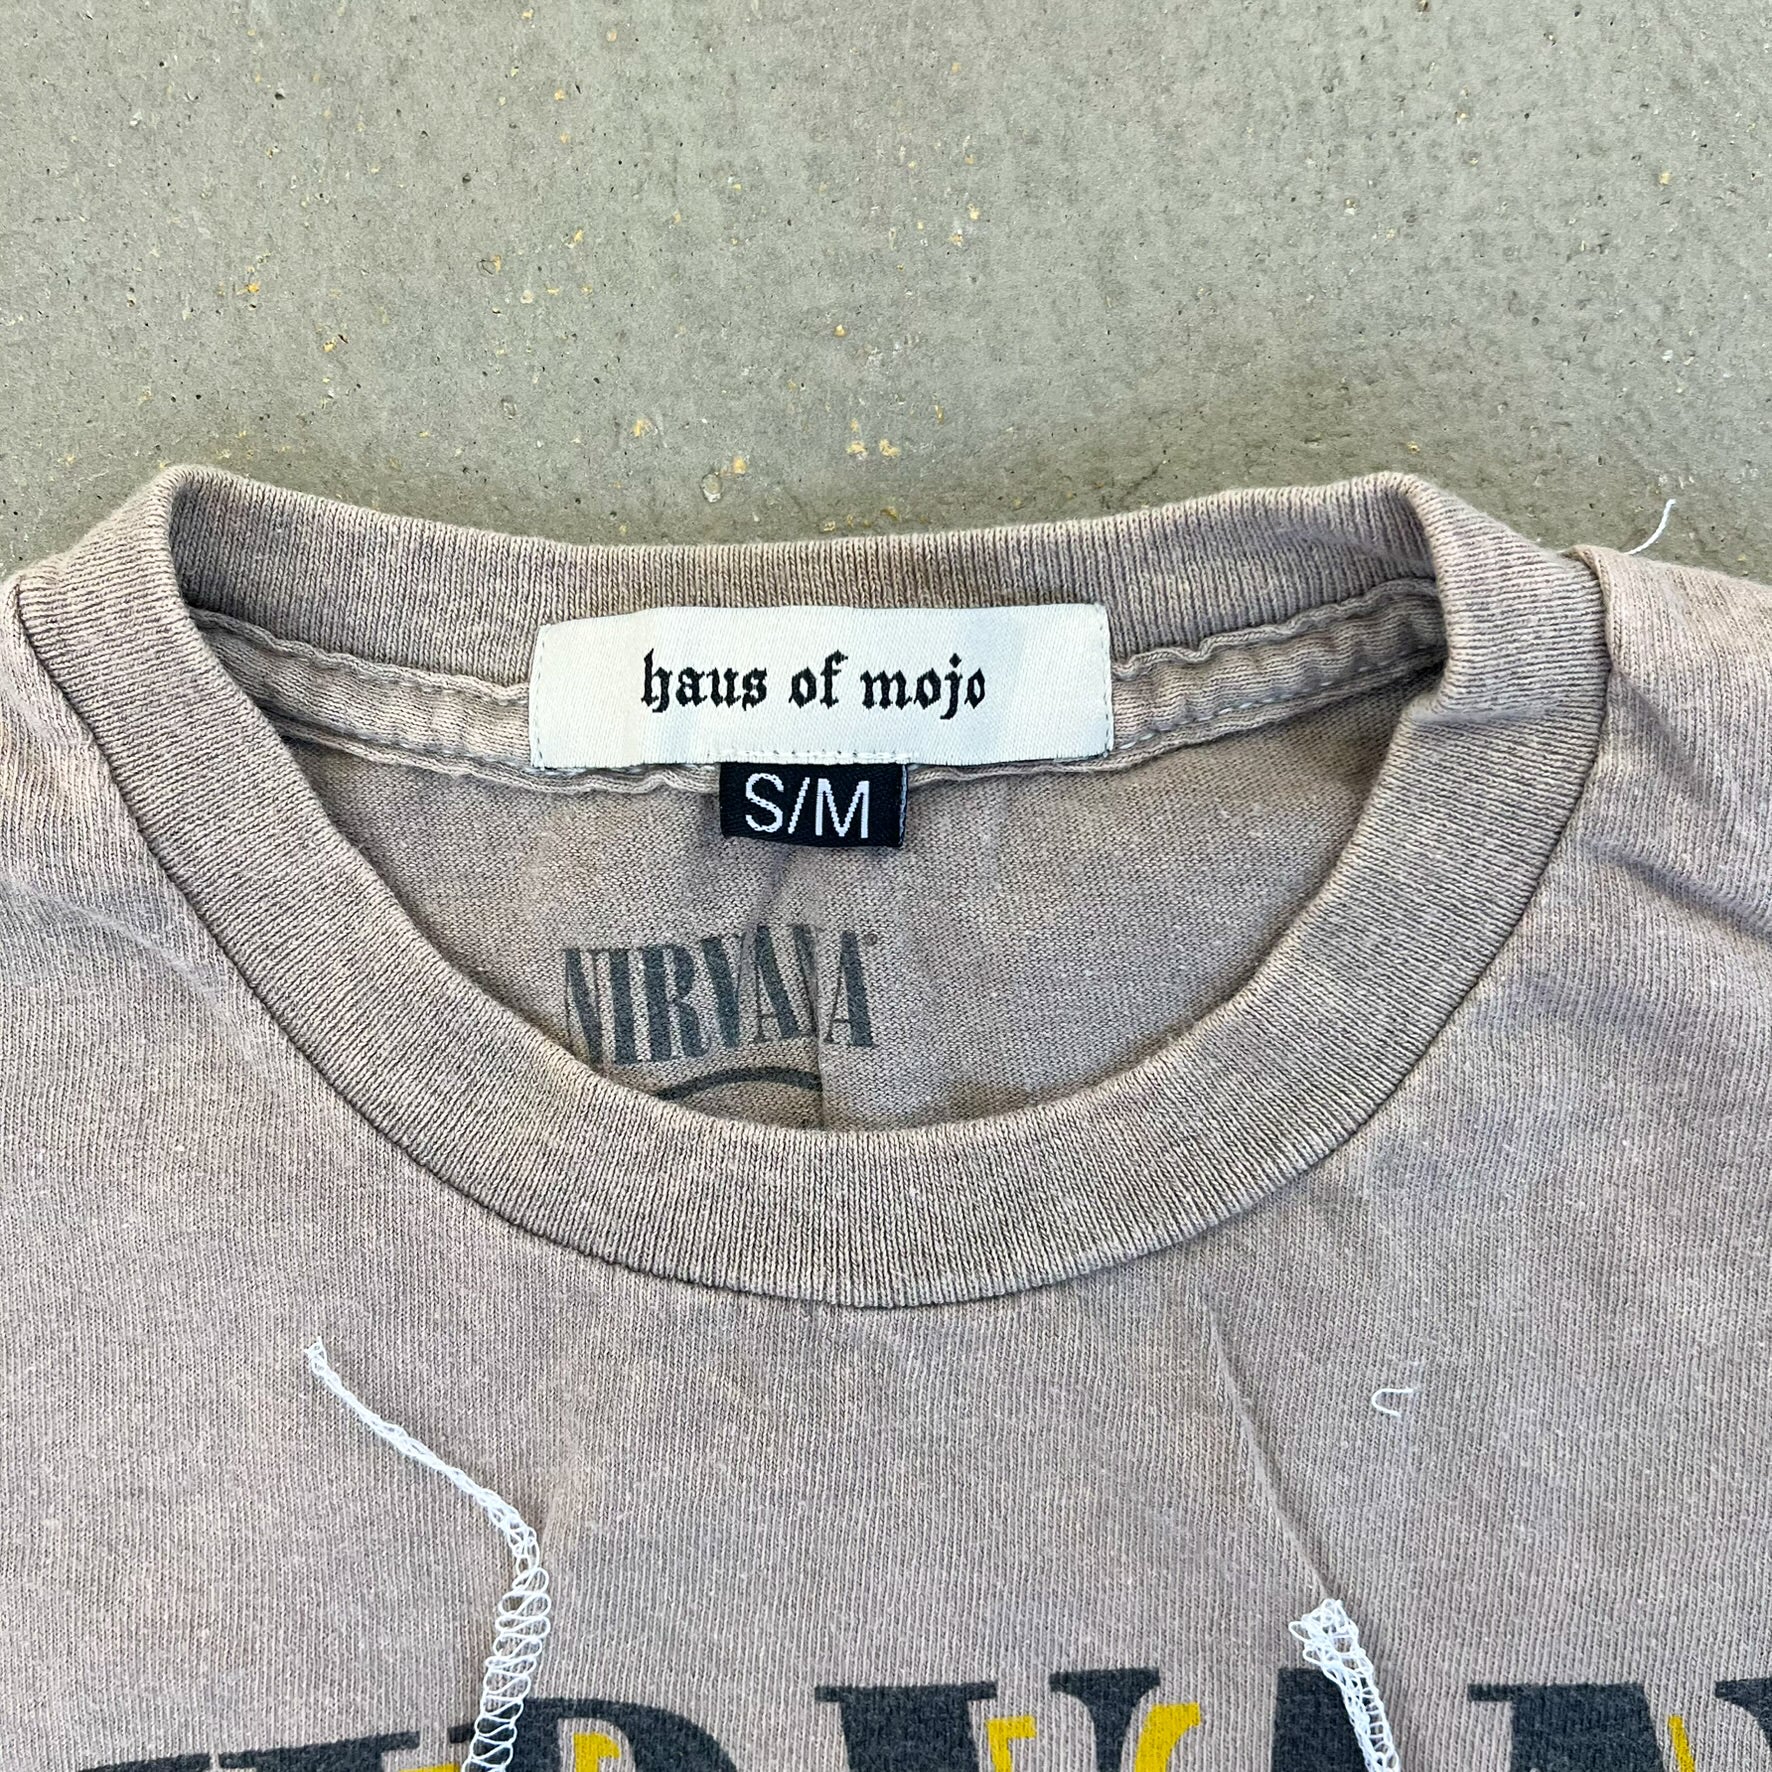 haus of mojo
S/M
NIRVANA®